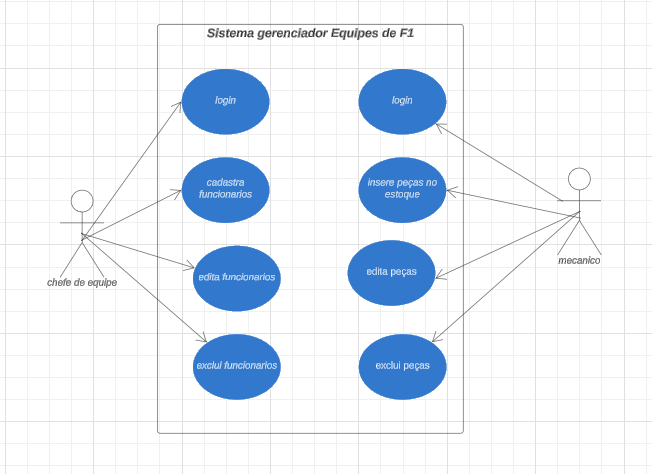 Sistema gerenciador Equipes de F1
login
login
cadastra
funcionarios
insere peças no
estoque
edita funcionarios
edita peças
exclui funcionarios
exclui peças
chefe de equipe
mecanico